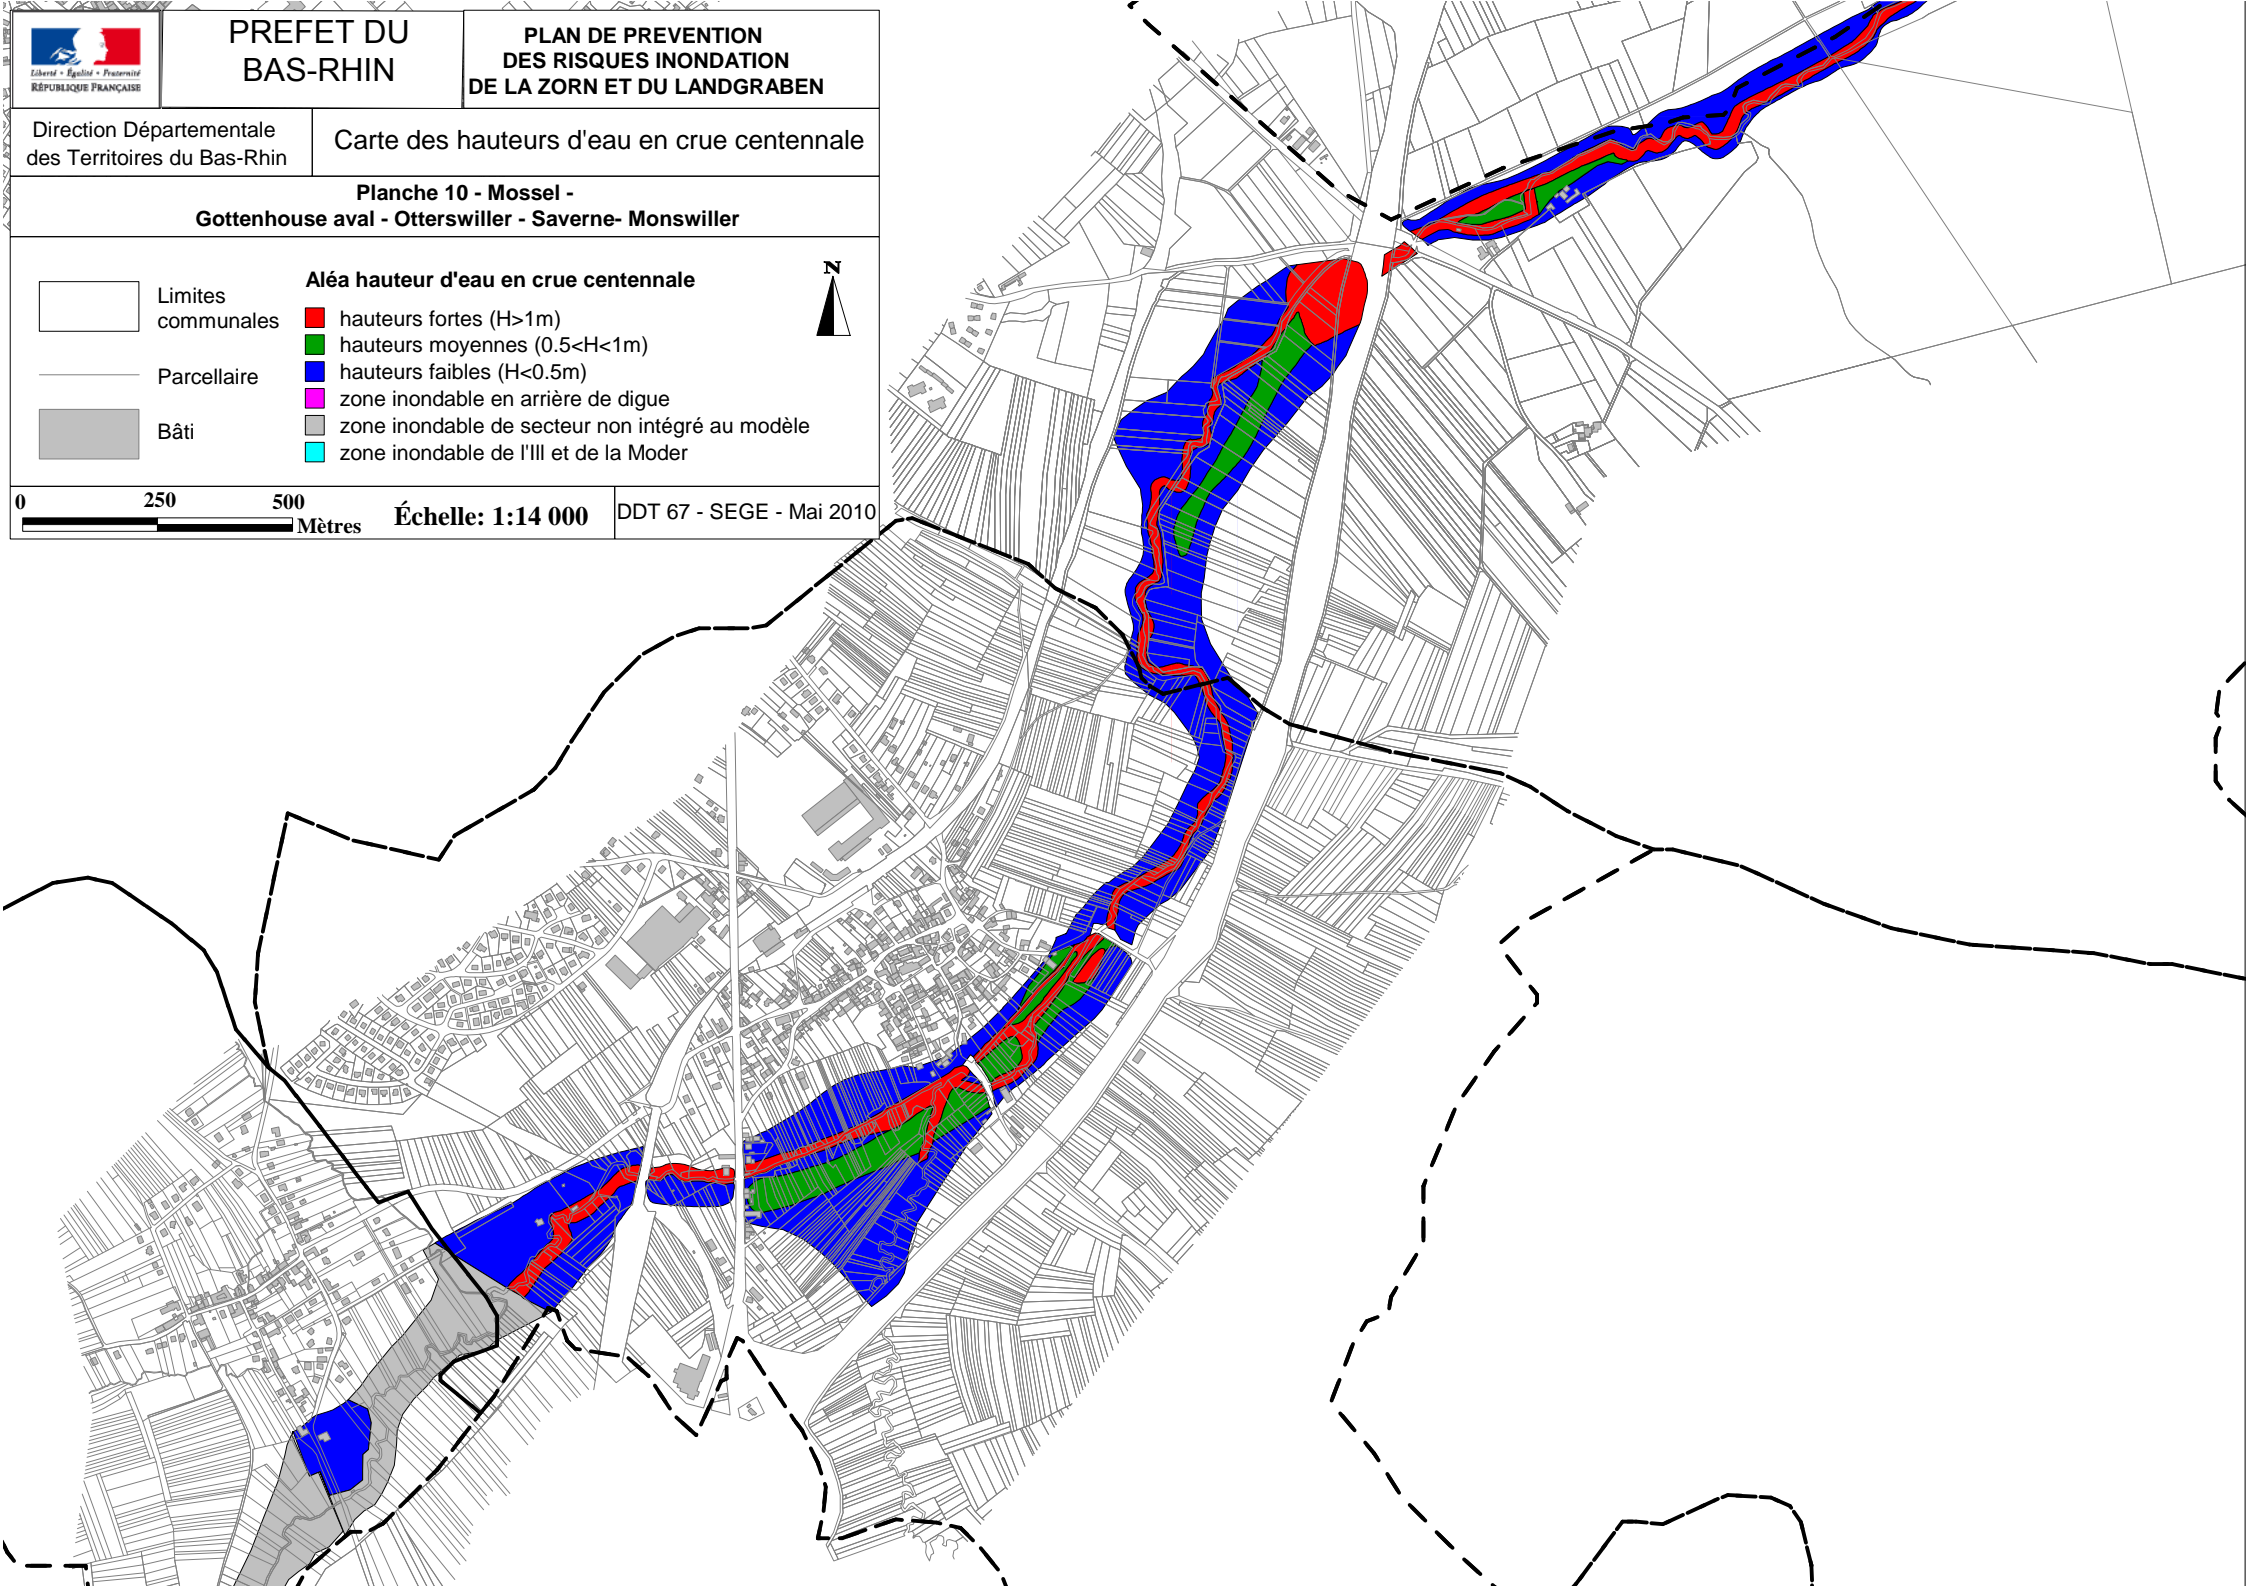 Liberté • Égalité • Fraternité
RÉPUBLIQUE FRANÇAISE
PREFET DU
BAS-RHIN
PLAN DE PREVENTION
DES RISQUES INONDATION
DE LA ZORN ET DU LANDGRABEN
Direction Départementale
des Territoires du Bas-Rhin
Carte des hauteurs d'eau en crue centennale
Planche 10 - Mossel -
Gottenhouse aval - Otterswiller - Saverne- Monswiller
Limites
communales
Parcellaire
Bâti
Aléa hauteur d'eau en crue centennale
hauteurs fortes (H>1m)
hauteurs moyennes (0.5<H<1m)
hauteurs faibles (H<0.5m)
zone inondable en arrière de digue
zone inondable de secteur non intégré au modèle
zone inondable de l'Ill et de la Moder
N
0 250 500
Mètres
Échelle: 1:14 000
DDT 67 - SEGE - Mai 2010